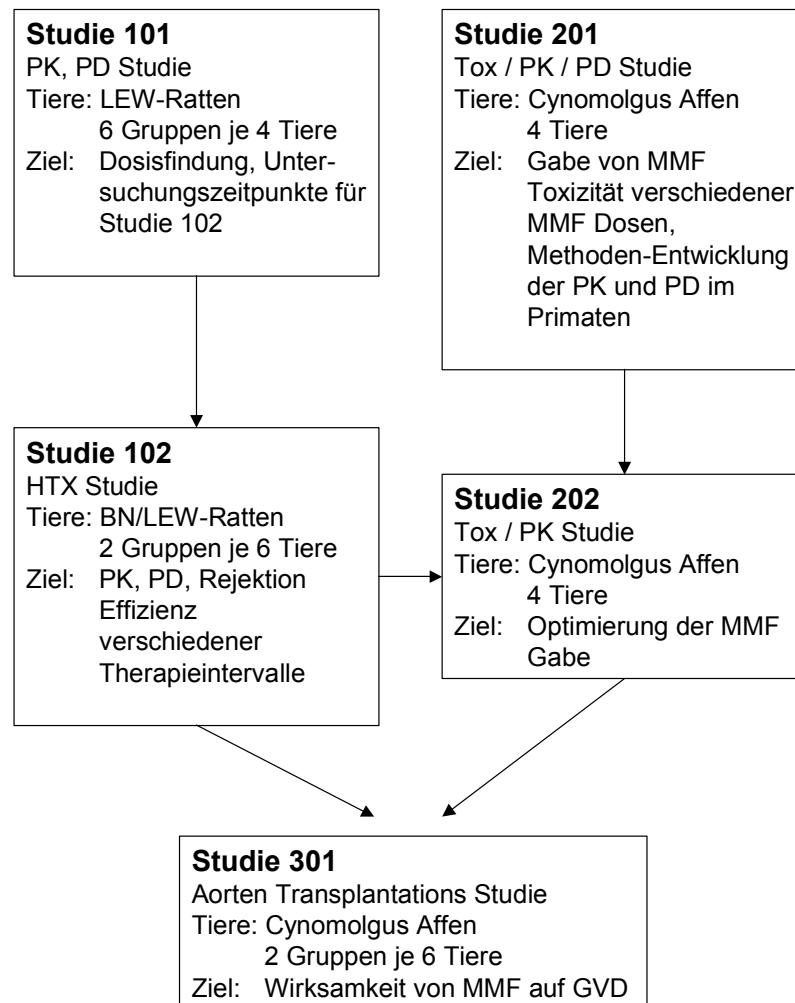 Studie 101
PK, PD Studie
Tiere: LEW-Ratten
6 Gruppen je 4 Tiere
Ziel: Dosisfindung, Unter-
suchungszeitpunkte für
Studie 102
Studie 201
Tox / PK / PD Studie
Tiere: Cynomolgus Affen
4 Tiere
Ziel: Gabe von MMF
Toxizität verschiedener
MMF Dosen,
Methoden-Entwicklung
der PK und PD im
Primaten
Studie 102
HTX Studie
Tiere: BN/LEW-Ratten
2 Gruppen je 6 Tiere
Ziel: PK, PD, Rejektion
Effizienz
verschiedener
Therapieintervalle
Studie 202
Tox / PK Studie
Tiere: Cynomolgus Affen
4 Tiere
Ziel: Optimierung der MMF
Gabe
Studie 301
Aorten Transplantations Studie
Tiere: Cynomolgus Affen
2 Gruppen je 6 Tiere
Ziel: Wirksamkeit von MMF auf GVD